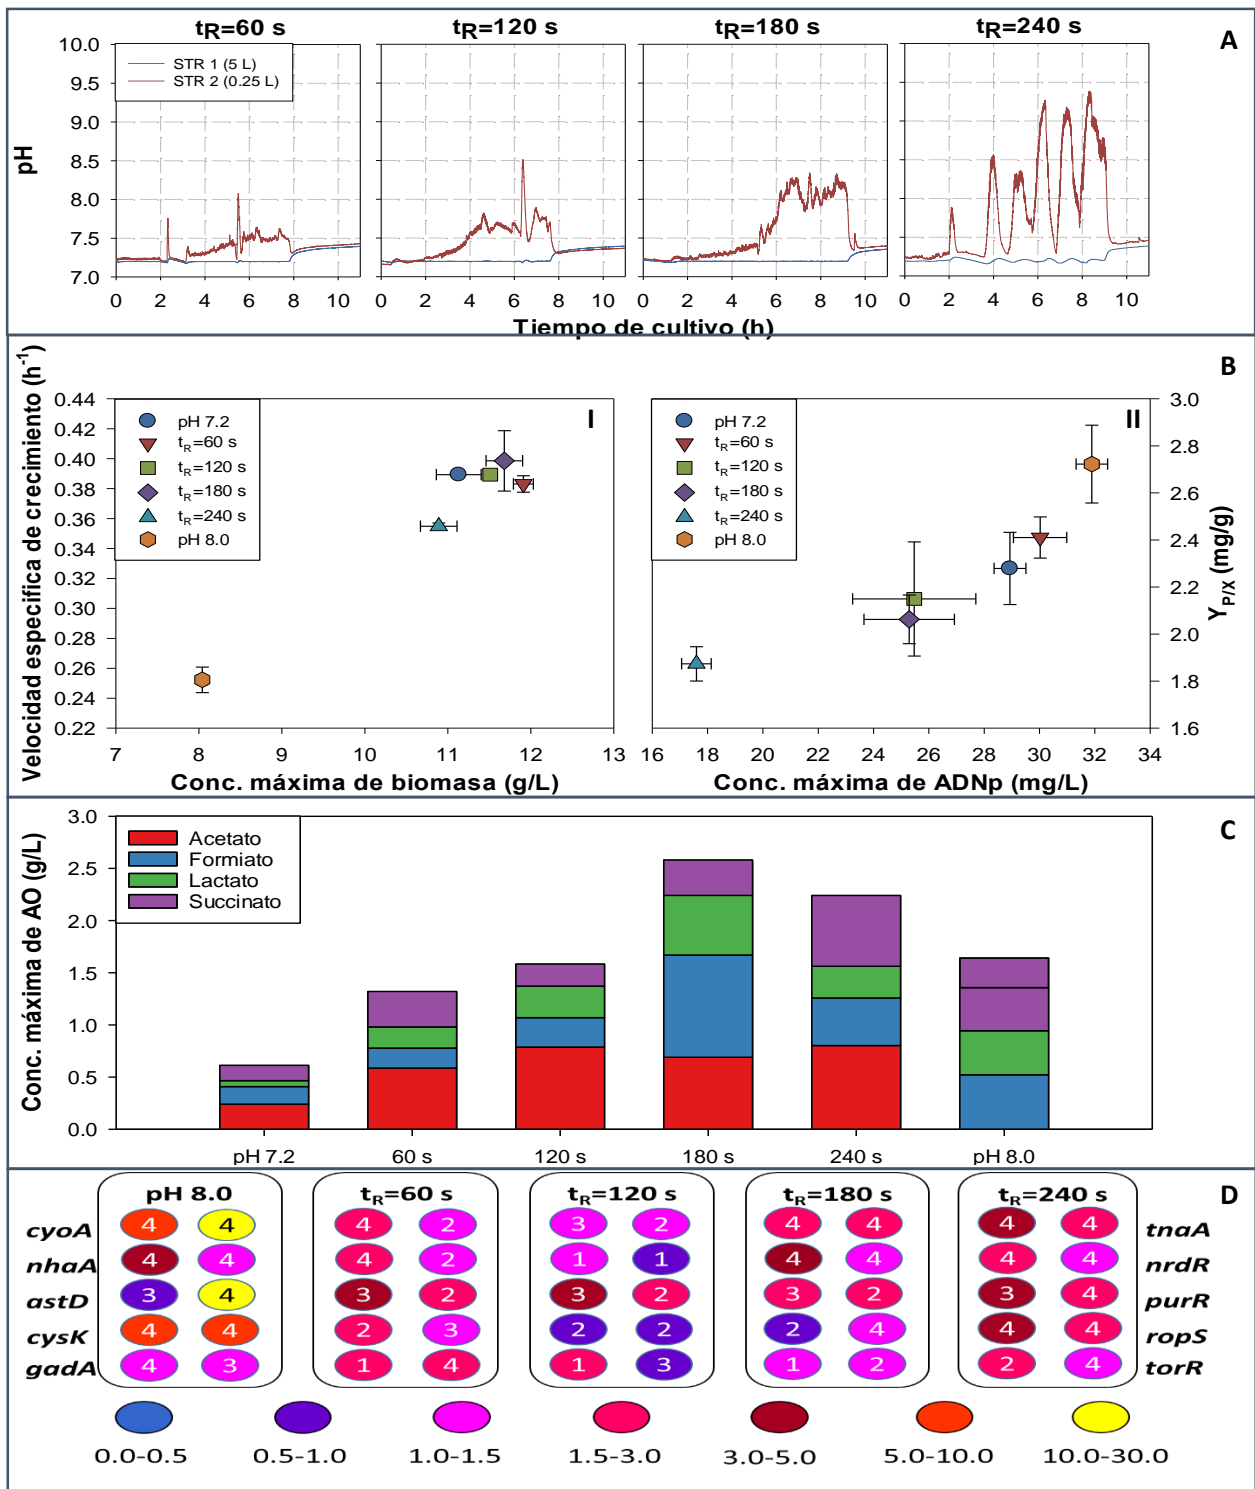 tR=60 s tR=120 s tR=180 s tR=240 s
A
10.0
9.5
9.0
8.5
8.0
7.5
7.0
pH
STR 1 (5 L)
STR 2 (0.25 L)
0 2 4 6 8 10 0 2 4 6 8 10 0 2 4 6 8 10 0 2 4 6 8 10
Tiempo de cultivo (h)
B
Velocidad específica de crecimiento (h-1)
0.44
0.42
0.40
0.38
0.36
0.34
0.32
0.30
0.28
0.26
0.24
0.22
pH 7.2
tR=60 s
tR=120 s
tR=180 s
tR=240 s
pH 8.0
I
7 8 9 10 11 12 13
Conc. máxima de biomasa (g/L)
pH 7.2
tR=60 s
tR=120 s
tR=180 s
tR=240 s
pH 8.0
II
3.0
2.8
2.6
2.4
2.2
2.0
1.8
1.6
YP/X (mg/g)
16 18 20 22 24 26 28 30 32 34
Conc. máxima de ADNp (mg/L)
C
Conc. máxima de AO (g/L)
3.0
2.5
2.0
1.5
1.0
0.5
0.0
Acetato
Formiato
Lactato
Succinato
pH 7.2 60 s 120 s 180 s 240 s pH 8.0
D
pH 8.0 tR=60 s tR=120 s tR=180 s tR=240 s
cyoA 4 4 4 2 3 2 4 4 4 4 tnaA
nhaA 4 4 4 2 1 1 4 4 4 4 nrdR
astD 3 4 3 2 3 2 3 2 3 4 purR
cysK 4 4 2 3 2 2 2 4 4 4 ropS
gadA 4 3 1 4 1 3 1 2 2 4 torR
0.0-0.5 0.5-1.0 1.0-1.5 1.5-3.0 3.0-5.0 5.0-10.0 10.0-30.0